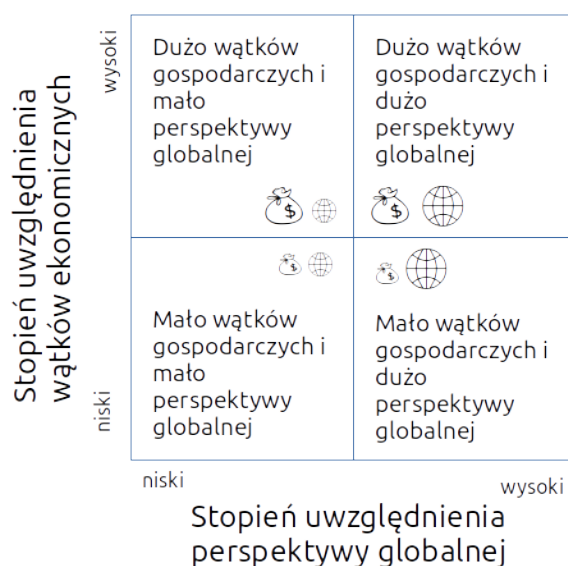 Stopień uwzględnienia
wątków ekonomicznych
wysoki
niski
Dużo wątków
gospodarczych i
mało
perspektywy
globalnej
$
Dużo wątków
gospodarczych i
dużo
perspektywy
globalnej
$
$
Mało wątków
gospodarczych i
mało
perspektywy
globalnej
$
Mało wątków
gospodarczych i
dużo
perspektywy
globalnej
niski
wysoki
Stopień uwzględnienia
perspektywy globalnej